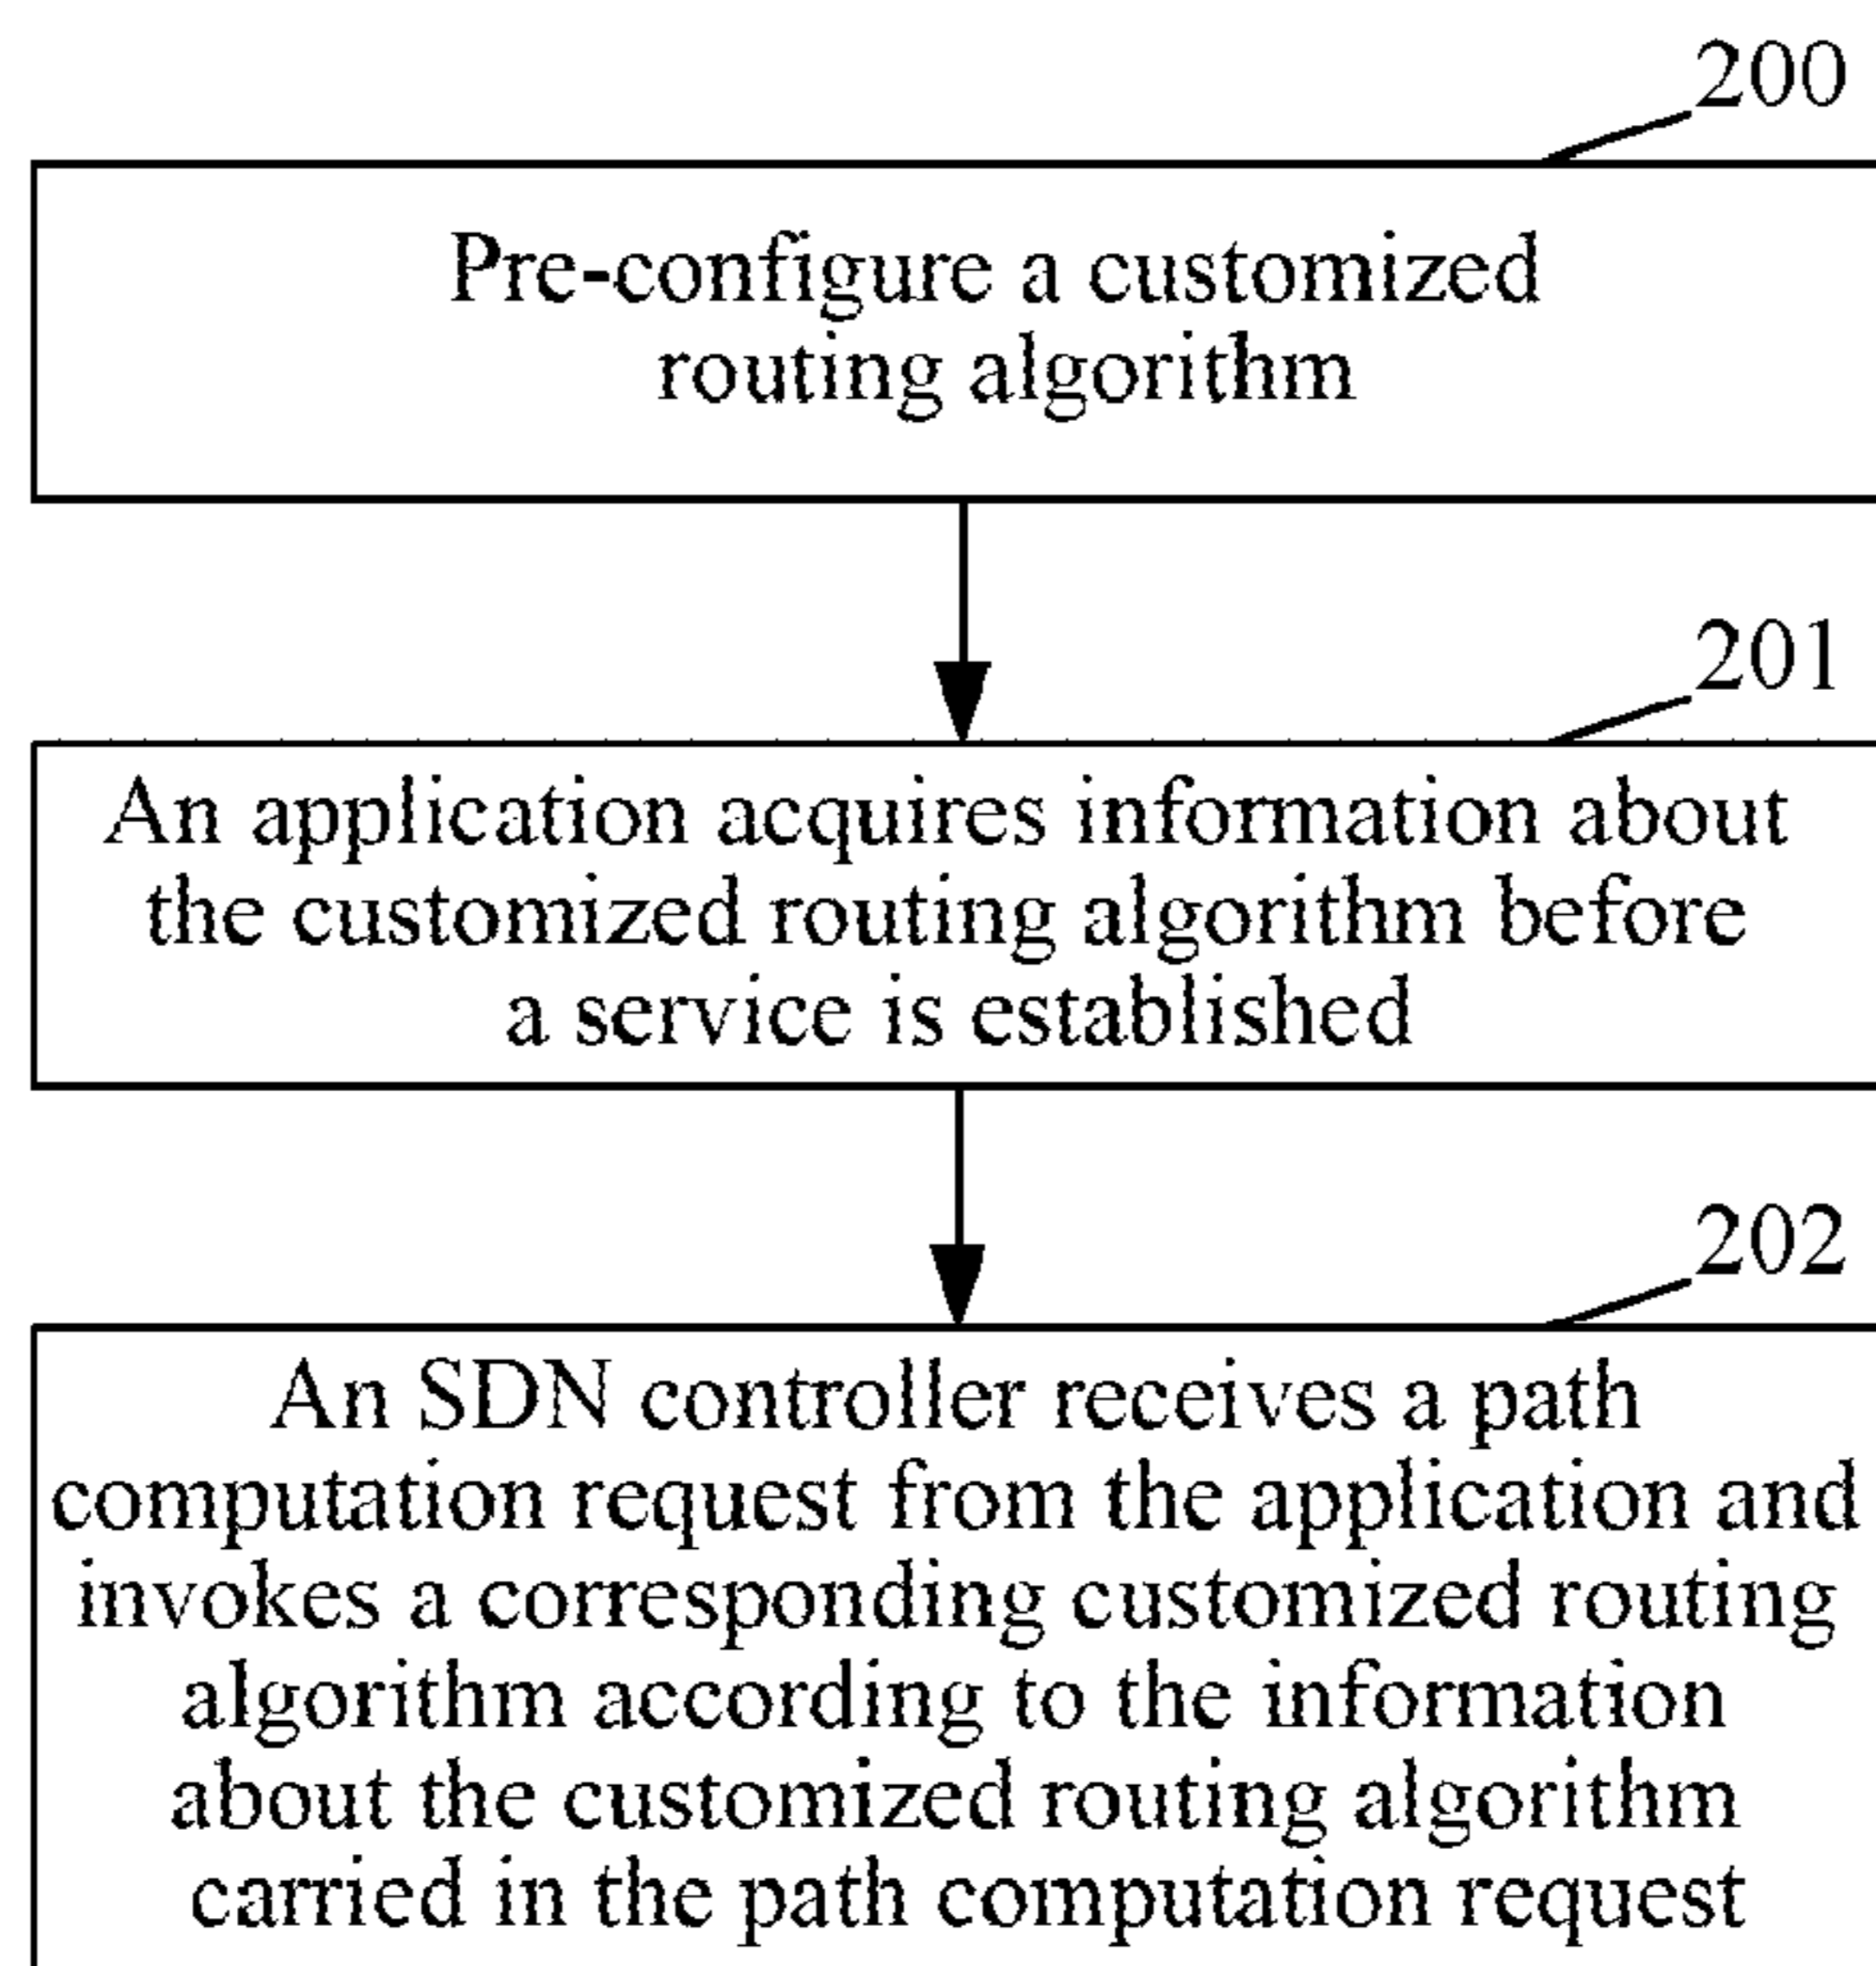 200
Pre-configure a customized
routing algorithm
201
An application acquires information about
the customized routing algorithm before
a service is established
202
An SDN controller receives a path
computation request from the application and
invokes a corresponding customized routing
algorithm according to the information
about the customized routing algorithm
carried in the path computation request